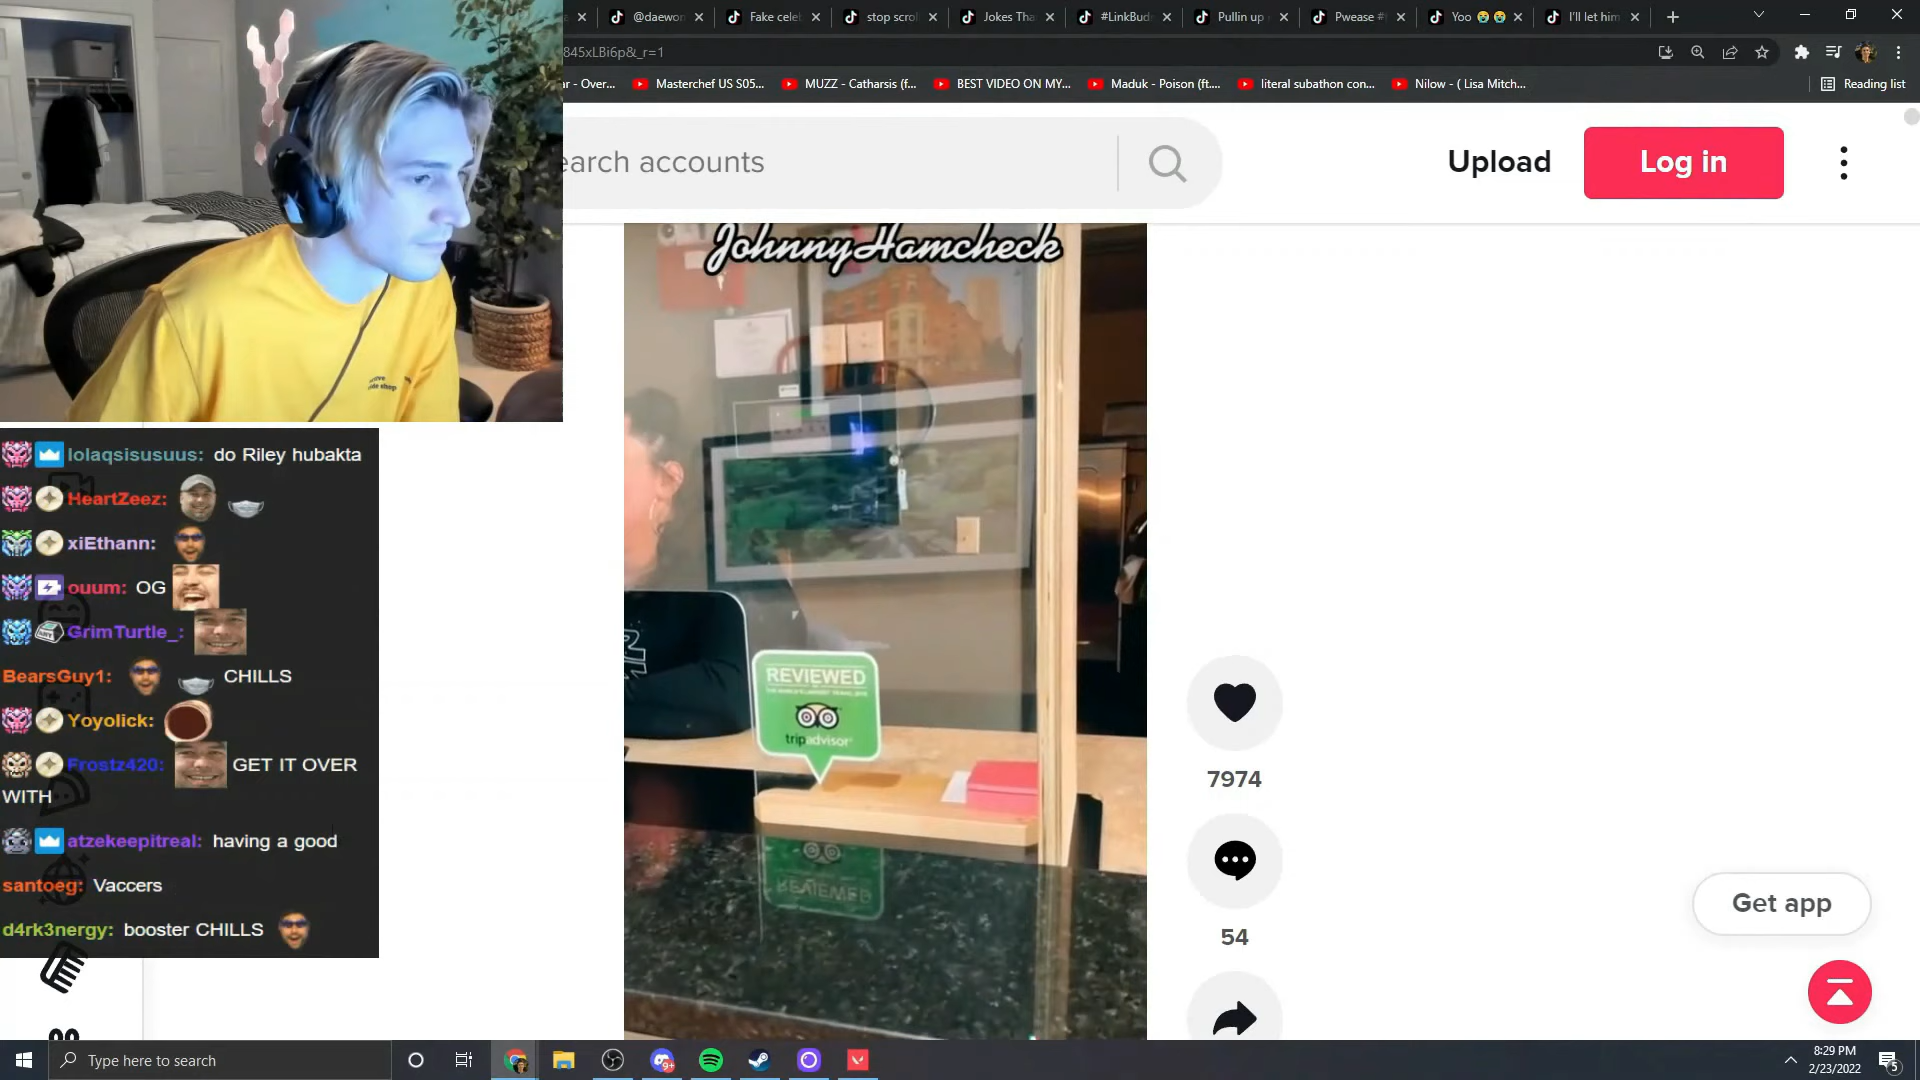 @daewon
Fake celeb
stop scrol
Jokes Tha
#LinkBud
Pullin up
Pwease #
Yoo 😭😭
I'll let him
845xLBi6p&_r=1
r - Over...
Masterchef US S05...
MUZZ - Catharsis (f...
BEST VIDEO ON MY...
Maduk - Poison (ft....
literal subathon con...
Nilow - ( Lisa Mitch...
Reading list
earch accounts
Upload
Log in
JohnnyHamcheck
lolaqsisusuus: do Riley hubakta
HeartZeez:
xiEthann:
ouum: OG
GrimTurtle_:
BearsGuy1: CHILLS
Yoyolick:
Frostz420: GET IT OVER
WITH
atzekeepitreal: having a good
santoeg: Vaccers
d4rk3nergy: booster CHILLS
REVIEWED
tripadvisor
7974
54
Get app
Type here to search
9+
8:29 PM
2/23/2022
5